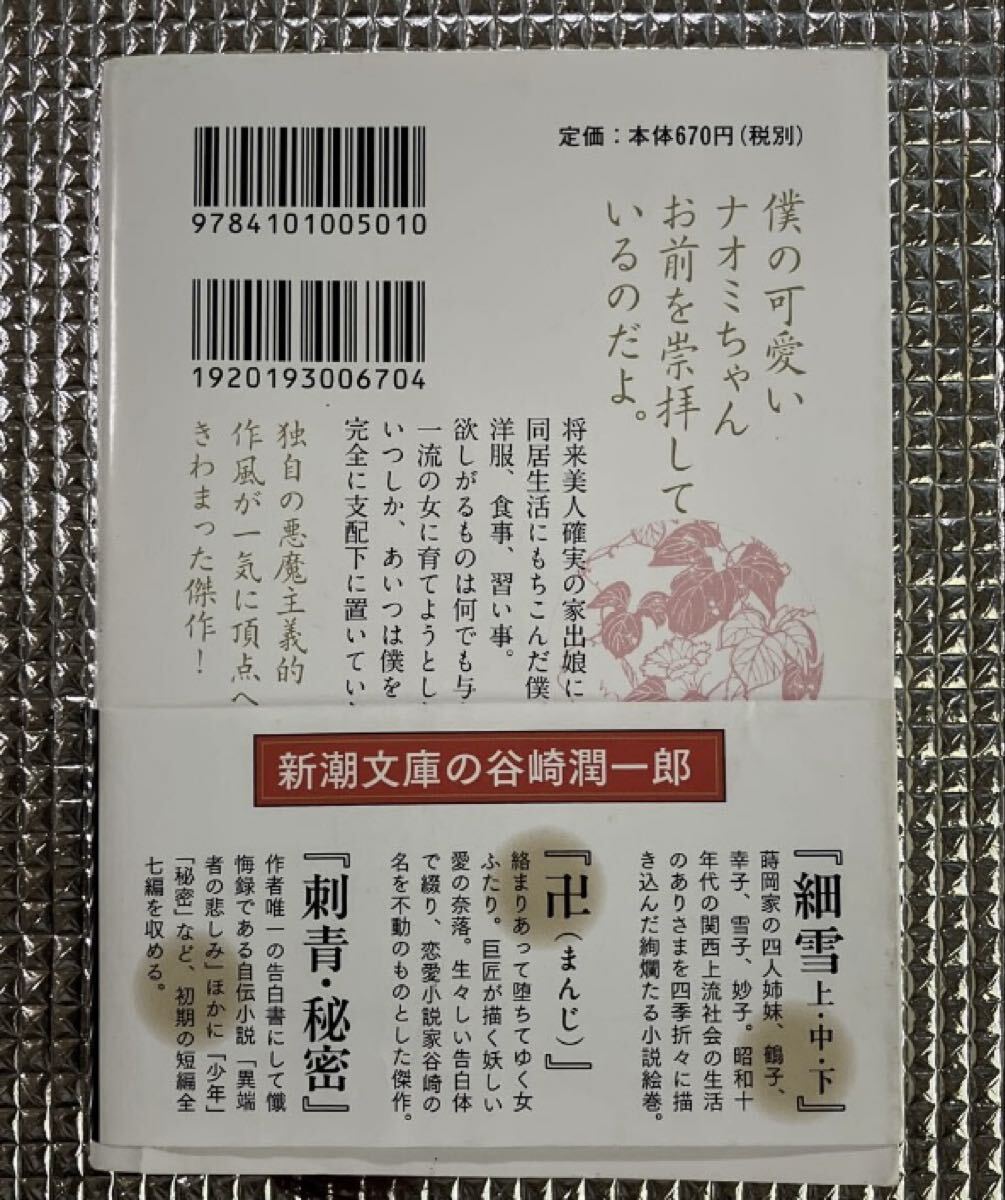 9784101005010
定価：本体670円（税別）
1920193006704
僕の可愛い
ナオミちゃん
お前を崇拝して
いるのだよ。
将来美人確実の家出娘に
同居生活にもちこんだ僕
洋服、食事、習い事。
欲しがるものは何でも与
一流の女に育てようとし
いつしか、あいつは僕を
完全に支配下に置いてい
独自の悪魔主義的
作風が一気に頂点へ
きわまった傑作！
新潮文庫の谷崎潤一郎
『細雪 上・中・下』
蒔岡家の四人姉妹、鶴子、
幸子、雪子、妙子。昭和十
年代の関西上流社会の生活
のありさまを四季折々に描
き込んだ絢爛たる小説絵巻。
『卍（まんじ）』
絡まりあって堕ちてゆく女
ふたり。巨匠が描く妖しい
愛の奈落。生々しい告白体
で綴り、恋愛小説家谷崎の
名を不動のものとした傑作。
『刺青・秘密』
作者唯一の告白書にして懺
悔録である自伝小説「異端
者の悲しみ」ほかに「少年」
「秘密」など、初期の短編全
七編を収める。